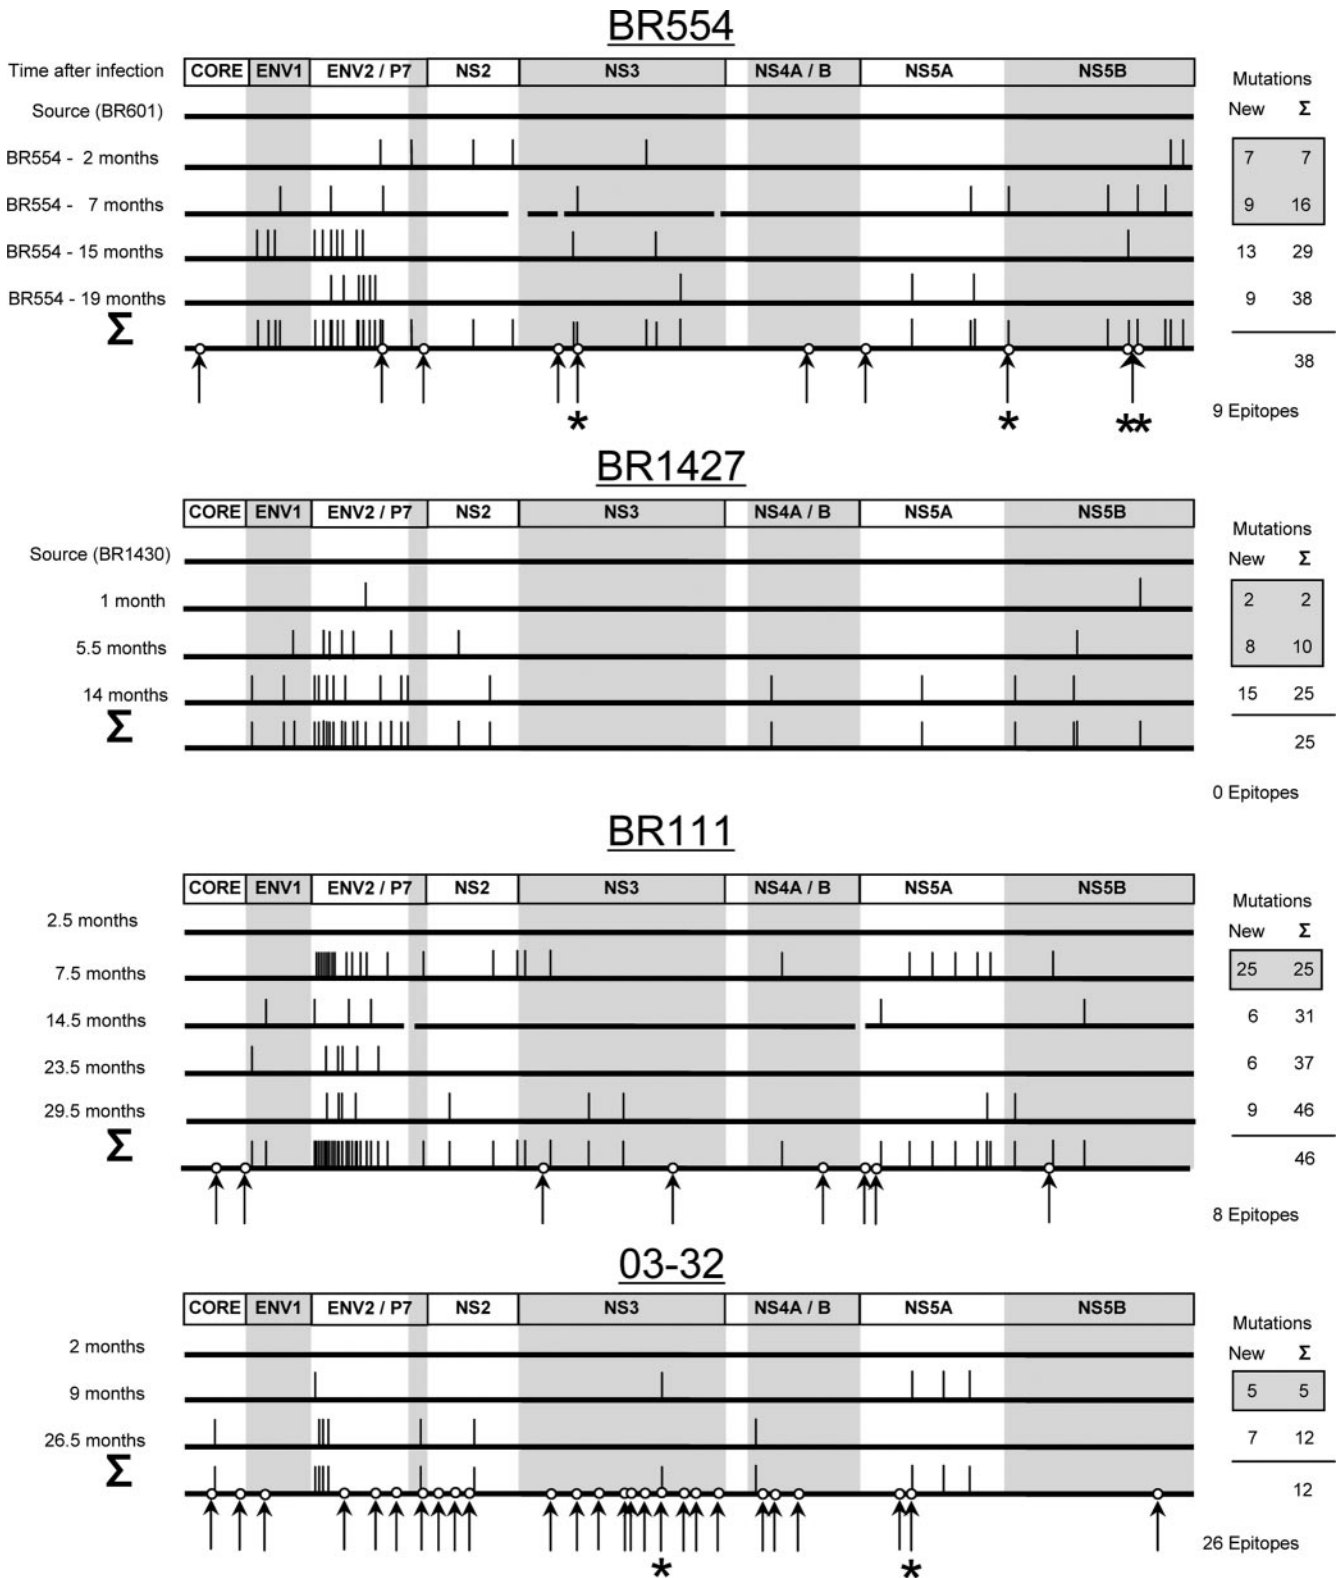 BR554
Time after infection CORE ENV1 ENV2 / P7 NS2 NS3 NS4A / B NS5A NS5B Mutations
New Σ
Source (BR601)
BR554 - 2 months 7 7
BR554 - 7 months 9 16
BR554 - 15 months 13 29
BR554 - 19 months 9 38
Σ 38
* * ** 9 Epitopes
BR1427
CORE ENV1 ENV2 / P7 NS2 NS3 NS4A / B NS5A NS5B Mutations
New Σ
Source (BR1430)
1 month 2 2
5.5 months 8 10
14 months 15 25
Σ 25
0 Epitopes
BR111
CORE ENV1 ENV2 / P7 NS2 NS3 NS4A / B NS5A NS5B Mutations
New Σ
2.5 months
7.5 months 25 25
14.5 months 6 31
23.5 months 6 37
29.5 months 9 46
Σ 46
8 Epitopes
03-32
CORE ENV1 ENV2 / P7 NS2 NS3 NS4A / B NS5A NS5B Mutations
New Σ
2 months
9 months 5 5
26.5 months 7 12
Σ 12
26 Epitopes
* *